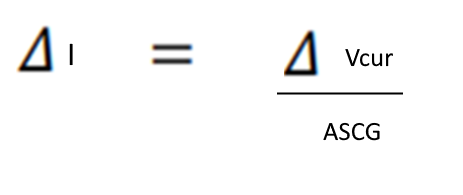 Δ I = Δ Vcur
ASCG